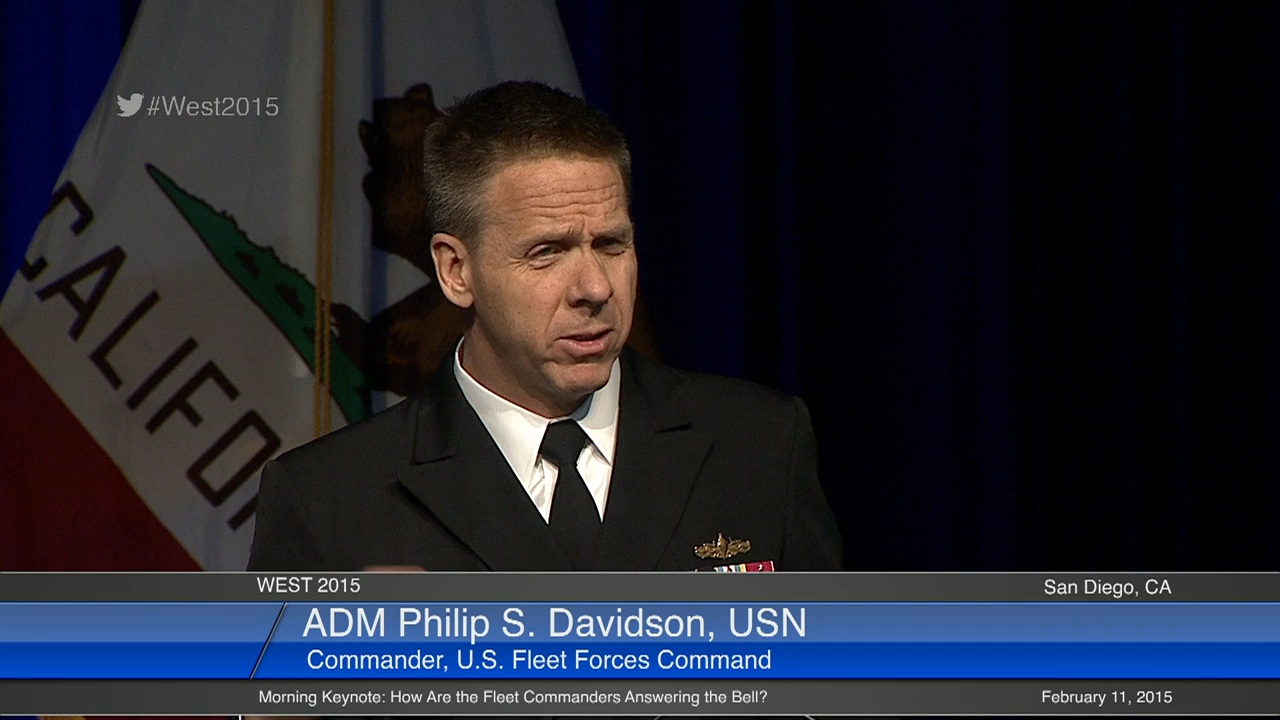 #West2015
CALIFO
WEST 2015
San Diego, CA
ADM Philip S. Davidson, USN
Commander, U.S. Fleet Forces Command
Morning Keynote: How Are the Fleet Commanders Answering the Bell?
February 11, 2015